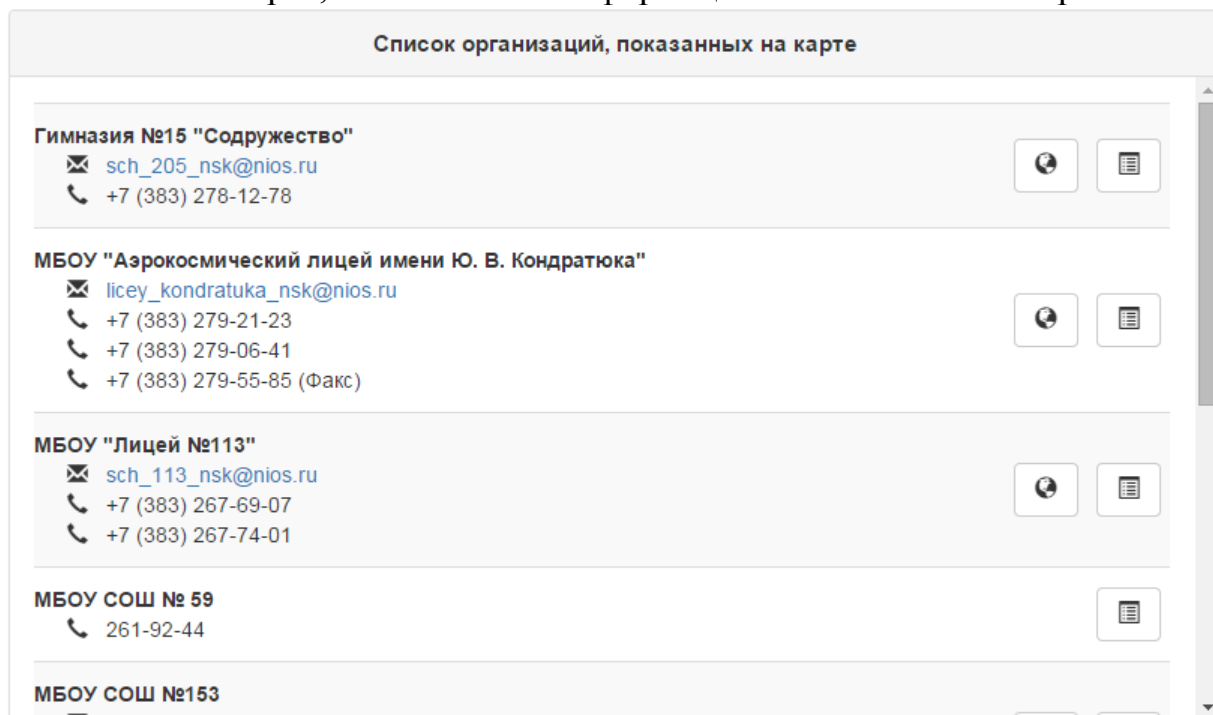 Список организаций, показанных на карте
Гимназия №15 "Содружество"
sch_205_nsk@nios.ru
+7 (383) 278-12-78
МБОУ "Аэрокосмический лицей имени Ю. В. Кондратюка"
licey_kondratuka_nsk@nios.ru
+7 (383) 279-21-23
+7 (383) 279-06-41
+7 (383) 279-55-85 (Факс)
МБОУ "Лицей №113"
sch_113_nsk@nios.ru
+7 (383) 267-69-07
+7 (383) 267-74-01
МБОУ СОШ № 59
261-92-44
МБОУ СОШ №153